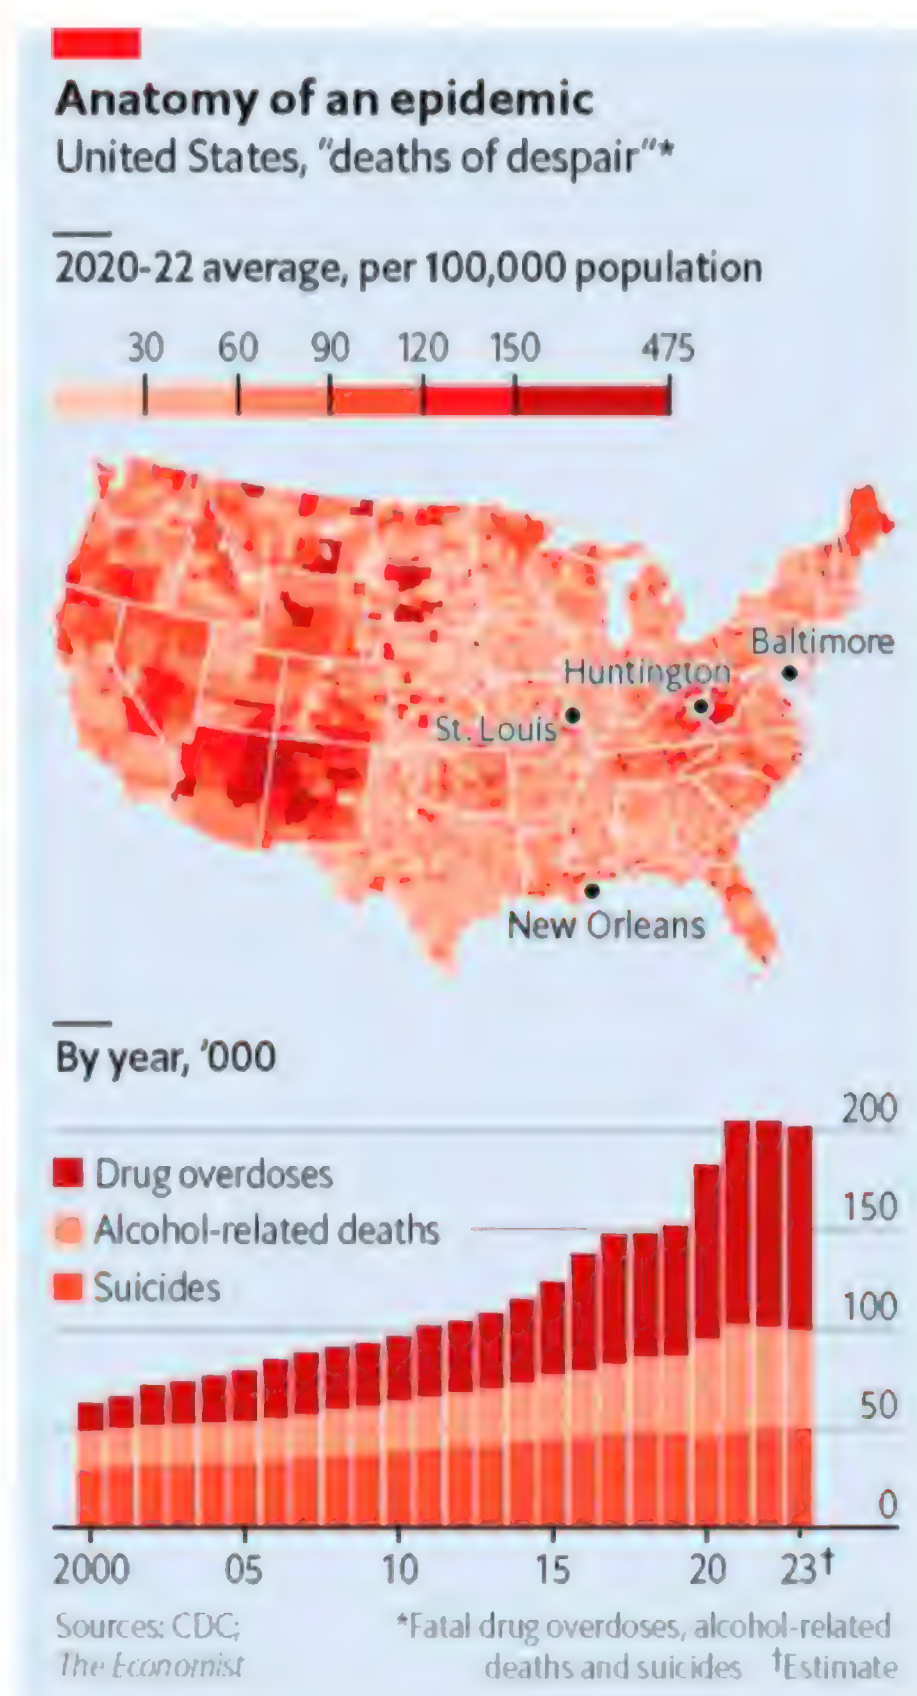 Anatomy of an epidemic
United States, "deaths of despair"*
2020-22 average, per 100,000 population
30 60 90 120 150 475
Baltimore
Huntington
St. Louis
New Orleans
By year, '000
200
Drug overdoses
150
Alcohol-related deaths
Suicides
100
50
0
2000 05 10 15 20 23†
Sources: CDC;
The Economist
*Fatal drug overdoses, alcohol-related
deaths and suicides †Estimate